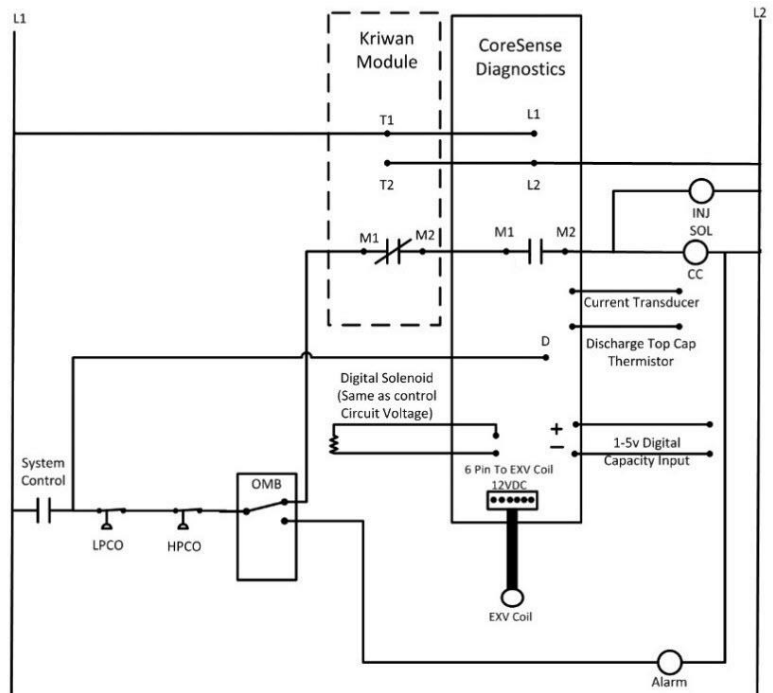 L1
L2
Kriwan
Module
CoreSense
Diagnostics
T1
L1
T2
L2
INJ
SOL
M1
M2
M1
M2
CC
Current Transducer
Discharge Top Cap
Thermistor
D
Digital Solenoid
(Same as control
Circuit Voltage)
+
−
1-5v Digital
Capacity Input
System
Control
6 Pin To EXV Coil
12VDC
OMB
LPCO
HPCO
EXV Coil
Alarm